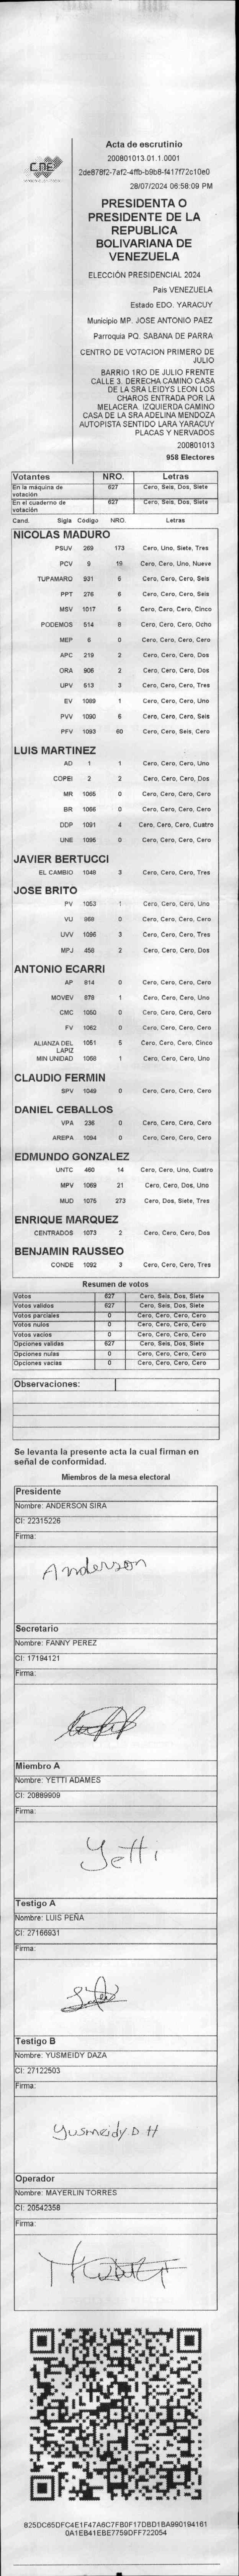 CNE
Acta de escrutinio
200801013.01.1.0001
2de878f2-7af2-4ffb-b9b8-f417f72c10e0
28/07/2024 06:58:09 PM
PRESIDENTA O
PRESIDENTE DE LA
REPUBLICA
BOLIVARIANA DE
VENEZUELA
ELECCIÓN PRESIDENCIAL 2024
País VENEZUELA
Estado EDO. YARACUY
Municipio MP. JOSE ANTONIO PAEZ
Parroquia PQ. SABANA DE PARRA
CENTRO DE VOTACION PRIMERO DE
JULIO
BARRIO 1RO DE JULIO FRENTE
CALLE 3. DERECHA CAMINO CASA
DE LA SRA LEIDYS LEON LOS
CHAROS ENTRADA POR LA
MELACERA. IZQUIERDA CAMINO
CASA DE LA SRA ADELINA MENDOZA
AUTOPISTA SENTIDO LARA YARACUY
PLACAS Y NERVADOS
200801013
958 Electores
Votantes NRO. Letras
En la máquina de votación 627 Cero, Seis, Dos, Siete
En el cuaderno de votación 627 Cero, Seis, Dos, Siete
Cand. Sigla Código NRO. Letras
NICOLAS MADURO
PSUV 269 173 Cero, Uno, Siete, Tres
PCV 9 19 Cero, Cero, Uno, Nueve
TUPAMARO 931 6 Cero, Cero, Cero, Seis
PPT 276 6 Cero, Cero, Cero, Seis
MSV 1017 5 Cero, Cero, Cero, Cinco
PODEMOS 514 8 Cero, Cero, Cero, Ocho
MEP 6 0 Cero, Cero, Cero, Cero
APC 219 2 Cero, Cero, Cero, Dos
ORA 906 2 Cero, Cero, Cero, Dos
UPV 613 3 Cero, Cero, Cero, Tres
EV 1089 1 Cero, Cero, Cero, Uno
PVV 1090 6 Cero, Cero, Cero, Seis
PFV 1093 60 Cero, Cero, Seis, Cero
LUIS MARTINEZ
AD 1 1 Cero, Cero, Cero, Uno
COPEI 2 2 Cero, Cero, Cero, Dos
MR 1065 0 Cero, Cero, Cero, Cero
BR 1066 0 Cero, Cero, Cero, Cero
DDP 1091 4 Cero, Cero, Cero, Cuatro
UNE 1095 0 Cero, Cero, Cero, Cero
JAVIER BERTUCCI
EL CAMBIO 1048 3 Cero, Cero, Cero, Tres
JOSE BRITO
PV 1053 1 Cero, Cero, Cero, Uno
VU 968 0 Cero, Cero, Cero, Cero
UVV 1096 3 Cero, Cero, Cero, Tres
MPJ 458 2 Cero, Cero, Cero, Dos
ANTONIO ECARRI
AP 814 0 Cero, Cero, Cero, Cero
MOVEV 878 1 Cero, Cero, Cero, Uno
CMC 1050 0 Cero, Cero, Cero, Cero
FV 1062 0 Cero, Cero, Cero, Cero
ALIANZA DEL LAPIZ 1051 5 Cero, Cero, Cero, Cinco
MIN UNIDAD 1068 1 Cero, Cero, Cero, Uno
CLAUDIO FERMIN
SPV 1049 0 Cero, Cero, Cero, Cero
DANIEL CEBALLOS
VPA 236 0 Cero, Cero, Cero, Cero
AREPA 1094 0 Cero, Cero, Cero, Cero
EDMUNDO GONZALEZ
UNTC 460 14 Cero, Cero, Uno, Cuatro
MPV 1069 21 Cero, Cero, Dos, Uno
MUD 1075 273 Cero, Dos, Siete, Tres
ENRIQUE MARQUEZ
CENTRADOS 1073 2 Cero, Cero, Cero, Dos
BENJAMIN RAUSSEO
CONDE 1092 3 Cero, Cero, Cero, Tres
Resumen de votos
Votos 627 Cero, Seis, Dos, Siete
Votos validos 627 Cero, Seis, Dos, Siete
Votos parciales 0 Cero, Cero, Cero, Cero
Votos nulos 0 Cero, Cero, Cero, Cero
Votos vacios 0 Cero, Cero, Cero, Cero
Opciones validas 627 Cero, Seis, Dos, Siete
Opciones nulas 0 Cero, Cero, Cero, Cero
Opciones vacias 0 Cero, Cero, Cero, Cero
Observaciones:
Se levanta la presente acta la cual firman en
señal de conformidad.
Miembros de la mesa electoral
Presidente
Nombre: ANDERSON SIRA
CI: 22315226
Firma:
Anderson
Secretario
Nombre: FANNY PEREZ
CI: 17194121
Firma:
Miembro A
Nombre: YETTI ADAMES
CI: 20889909
Firma:
Yetti
Testigo A
Nombre: LUIS PEÑA
CI: 27166931
Firma:
Testigo B
Nombre: YUSMEIDY DAZA
CI: 27122503
Firma:
Yusmeidy D H
Operador
Nombre: MAYERLIN TORRES
CI: 20542358
Firma:
825DC65DFC4E1F47A6C7FB0F17DBD1BA990194161
0A1EB41EBE7759DFF722054